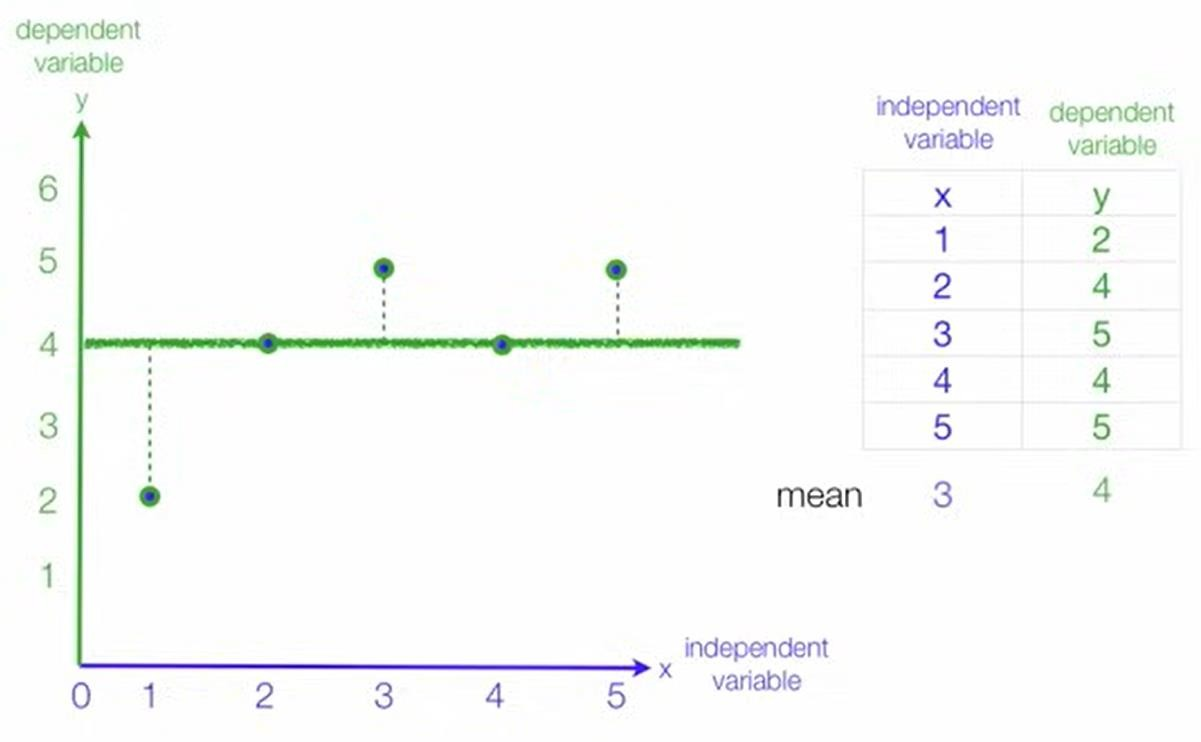 dependent
variable
y
6
5
4
3
2
1
0 1 2 3 4 5
x
independent
variable
independent
variable
dependent
variable
x y
1 2
2 4
3 5
4 4
5 5
mean 3 4